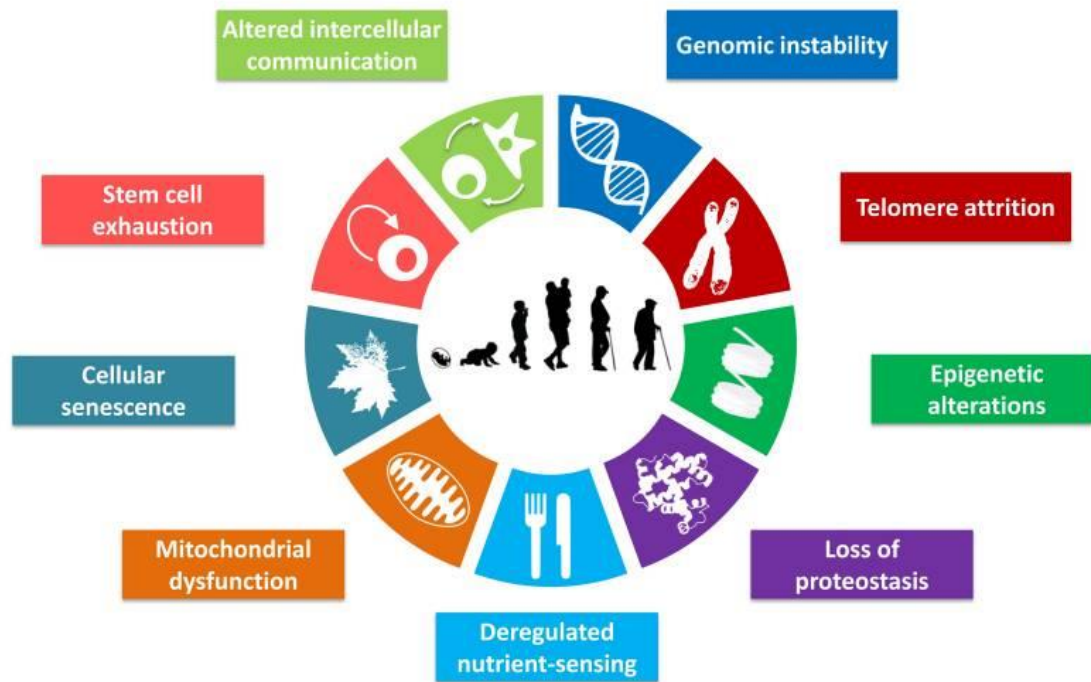 Altered intercellular
communication
Genomic instability
Stem cell
exhaustion
Telomere attrition
Cellular
senescence
Epigenetic
alterations
Mitochondrial
dysfunction
Loss of
proteostasis
Deregulated
nutrient-sensing